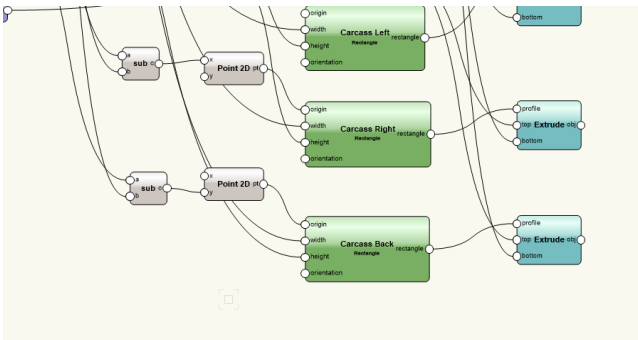 origin
width
height
orientation
Carcass Left
Rectangle
rectangle
bottom
a
b
sub
o
x
y
Point 2D
pt
origin
width
height
orientation
Carcass Right
Rectangle
rectangle
profile
top
bottom
Extrude
obj
a
b
sub
o
x
y
Point 2D
pt
origin
width
height
orientation
Carcass Back
Rectangle
rectangle
profile
top
bottom
Extrude
obj